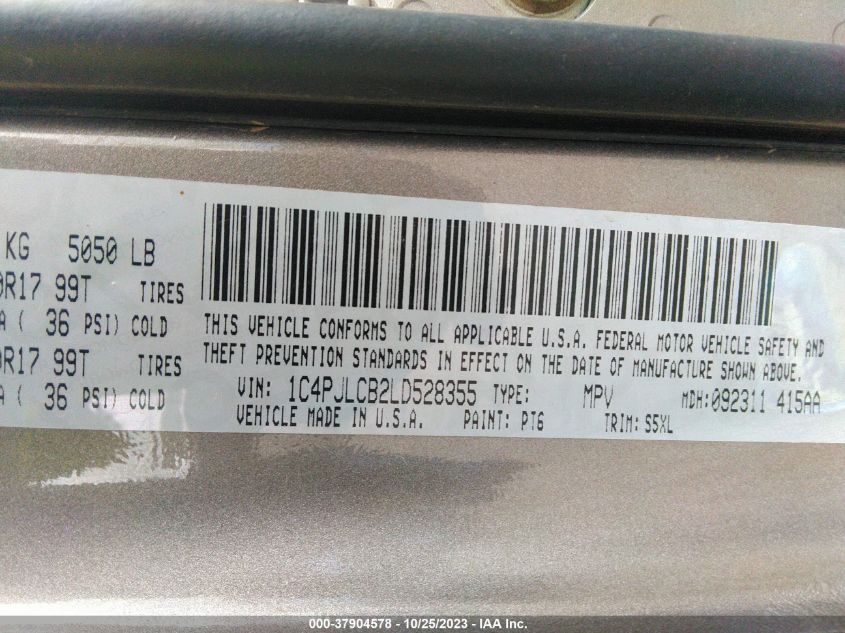 KG 5050 LB
R17 99T TIRES
( 36 PSI) COLD
R17 99T TIRES
( 36 PSI) COLD
THIS VEHICLE CONFORMS TO ALL APPLICABLE U.S.A. FEDERAL MOTOR VEHICLE SAFETY AND
THEFT PREVENTION STANDARDS IN EFFECT ON THE DATE OF MANUFACTURE SHOWN ABOVE.
VIN: 1C4PJLCB2LD528355 TYPE: MPV MDH:092311 415AA
VEHICLE MADE IN U.S.A. PAINT: PT6 TRIM: S5XL
000-37904578 | 10/25/2023 | © IAA Inc.